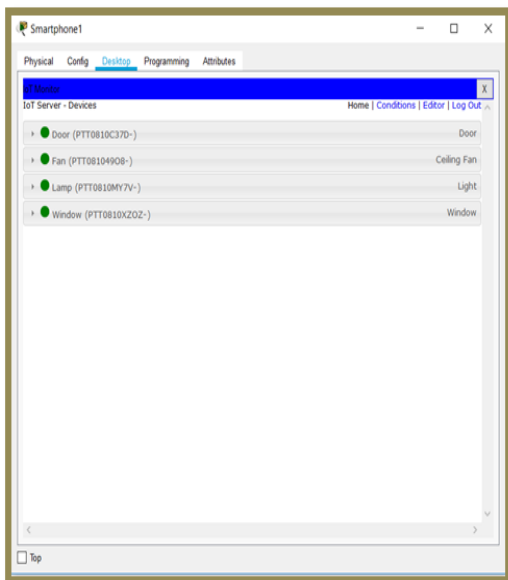 Smartphone1
Physical Config Desktop Programming Attributes
IoT Monitor X
IoT Server - Devices Home | Conditions | Editor | Log Out
Door (PTT0810C37D-) Door
Fan (PTT08104908-) Ceiling Fan
Lamp (PTT0810MY7V-) Light
Window (PTT0810XZOZ-) Window
Top